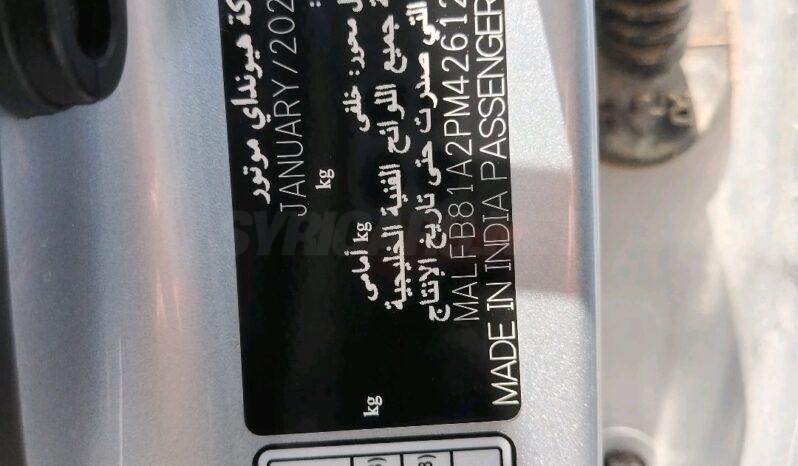 كة هيونداي موتور
JANUARY/202
kg
ل محور: خلفي
kg أمامي
kg
ة جميع اللوائح الفنية الخليجية
التي صدرت حتى تاريخ الإنتاج
MALFB81A2PM42612
MADE IN INDIA PASSENGER